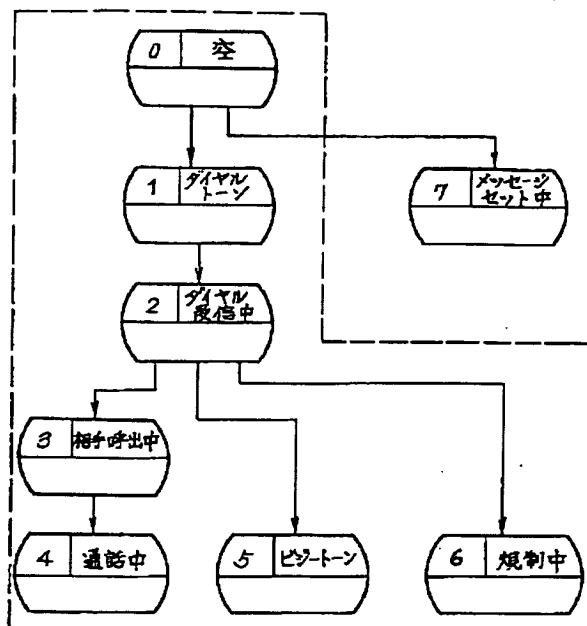 0 空
1 ダイヤル
トーン
7 メッセージ
セット中
2 ダイヤル
受信中
3 相手呼出中
4 通話中
5 ビジートーン
6 規制中